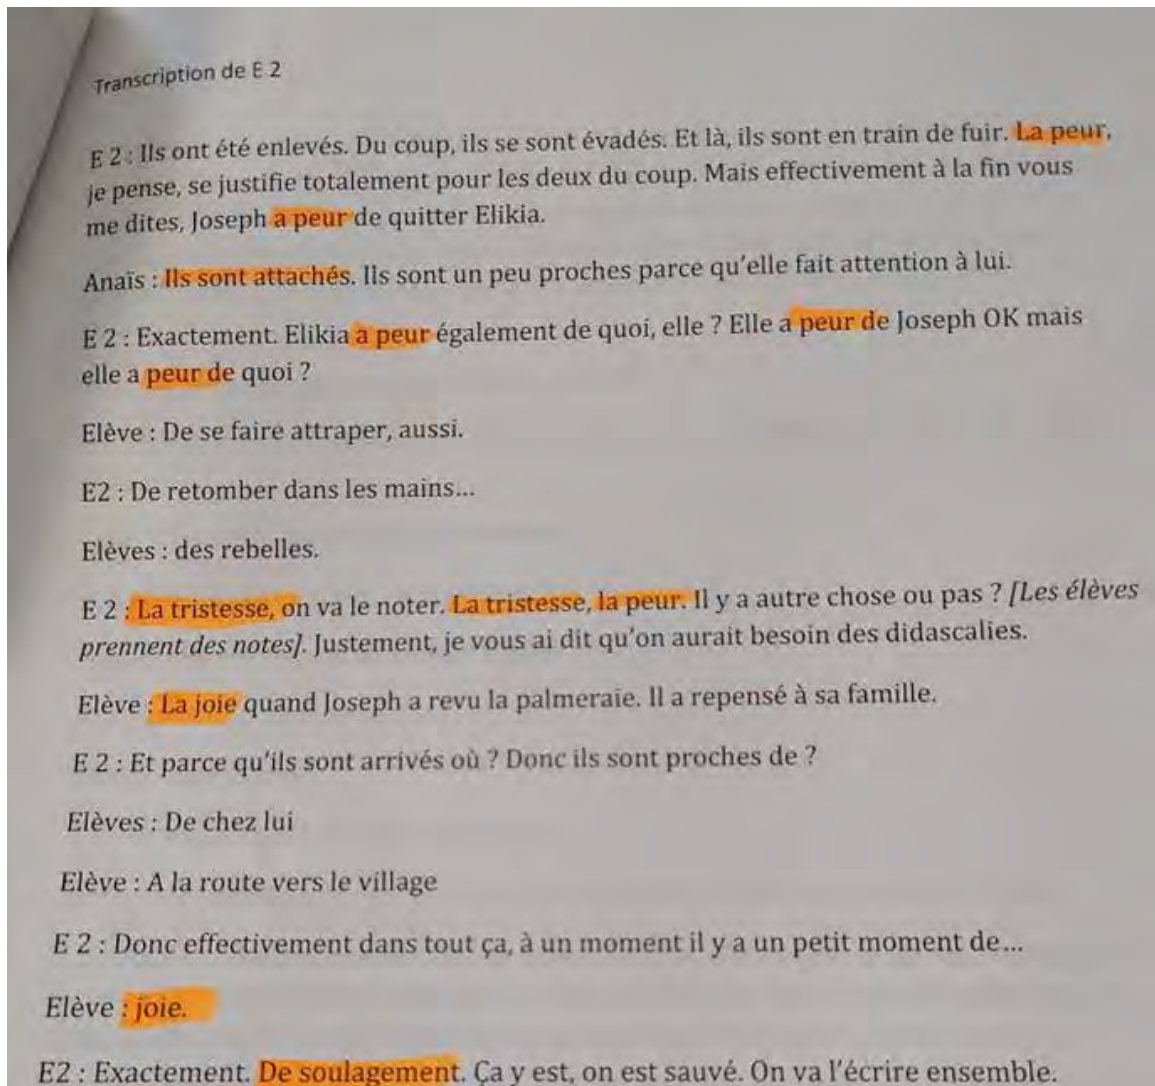 Transcription de E 2
E 2 : Ils ont été enlevés. Du coup, ils se sont évadés. Et là, ils sont en train de fuir. La peur,
je pense, se justifie totalement pour les deux du coup. Mais effectivement à la fin vous
me dites, Joseph a peur de quitter Elikia.
Anaïs : Ils sont attachés. Ils sont un peu proches parce qu'elle fait attention à lui.
E 2 : Exactement. Elikia a peur également de quoi, elle ? Elle a peur de Joseph OK mais
elle a peur de quoi ?
Elève : De se faire attraper, aussi.
E2 : De retomber dans les mains...
Elèves : des rebelles.
E 2 : La tristesse, on va le noter. La tristesse, la peur. Il y a autre chose ou pas ? [Les élèves
prennent des notes]. Justement, je vous ai dit qu'on aurait besoin des didascalies.
Elève : La joie quand Joseph a revu la palmeraie. Il a repensé à sa famille.
E 2 : Et parce qu'ils sont arrivés où ? Donc ils sont proches de ?
Elèves : De chez lui
Elève : A la route vers le village
E 2 : Donc effectivement dans tout ça, à un moment il y a un petit moment de...
Elève : joie.
E2 : Exactement. De soulagement. Ça y est, on est sauvé. On va l'écrire ensemble.